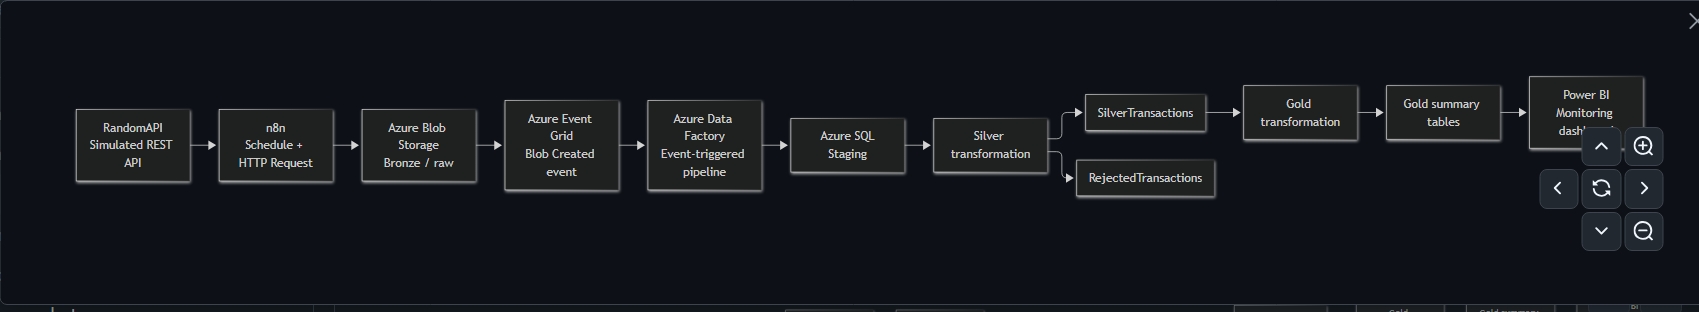 RandomAPI
Simulated REST
API
n8n
Schedule +
HTTP Request
Azure Blob
Storage
Bronze / raw
Azure Event
Grid
Blob Created
event
Azure Data
Factory
Event-triggered
pipeline
Azure SQL
Staging
Silver
transformation
SilverTransactions
RejectedTransactions
Gold
transformation
Gold summary
tables
Power BI
Monitoring